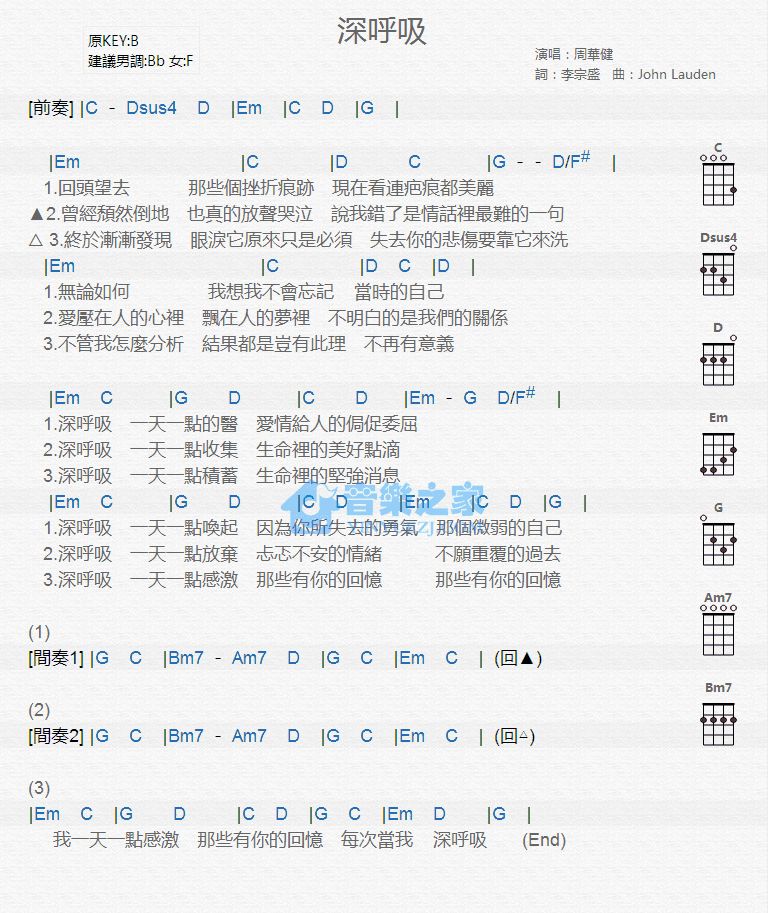 深呼吸
原KEY:B
建議男調:Bb 女:F
演唱：周華健
詞：李宗盛 曲：John Lauden
[前奏] |C - Dsus4 D |Em |C D |G |
|Em |C |D C |G - - D/F# |
1.回頭望去 那些個挫折痕跡 現在看連疤痕都美麗
▲2.曾經頹然倒地 也真的放聲哭泣 說我錯了是情話裡最難的一句
△ 3.終於漸漸發現 眼淚它原來只是必須 失去你的悲傷要靠它來洗
|Em |C |D C |D |
1.無論如何 我想我不會忘記 當時的自己
2.愛壓在人的心裡 飄在人的夢裡 不明白的是我們的關係
3.不管我怎麼分析 結果都是豈有此理 不再有意義
|Em C |G D |C D |Em - G D/F# |
1.深呼吸 一天一點的醫 愛情給人的侷促委屈
2.深呼吸 一天一點收集 生命裡的美好點滴
3.深呼吸 一天一點積蓄 生命裡的堅強消息
音樂之家
|Em C |G D |C D |Em |C D |G |
1.深呼吸 一天一點喚起 因為你所失去的勇氣 那個微弱的自己
2.深呼吸 一天一點放棄 忐忑不安的情緒 不願重覆的過去
3.深呼吸 一天一點感激 那些有你的回憶 那些有你的回憶
(1)
[間奏1] |G C |Bm7 - Am7 D |G C |Em C | (回▲)
(2)
[間奏2] |G C |Bm7 - Am7 D |G C |Em C | (回△)
(3)
|Em C |G D |C D |G C |Em D |G |
我一天一點感激 那些有你的回憶 每次當我 深呼吸 (End)
C
Dsus4
D
Em
G
Am7
Bm7